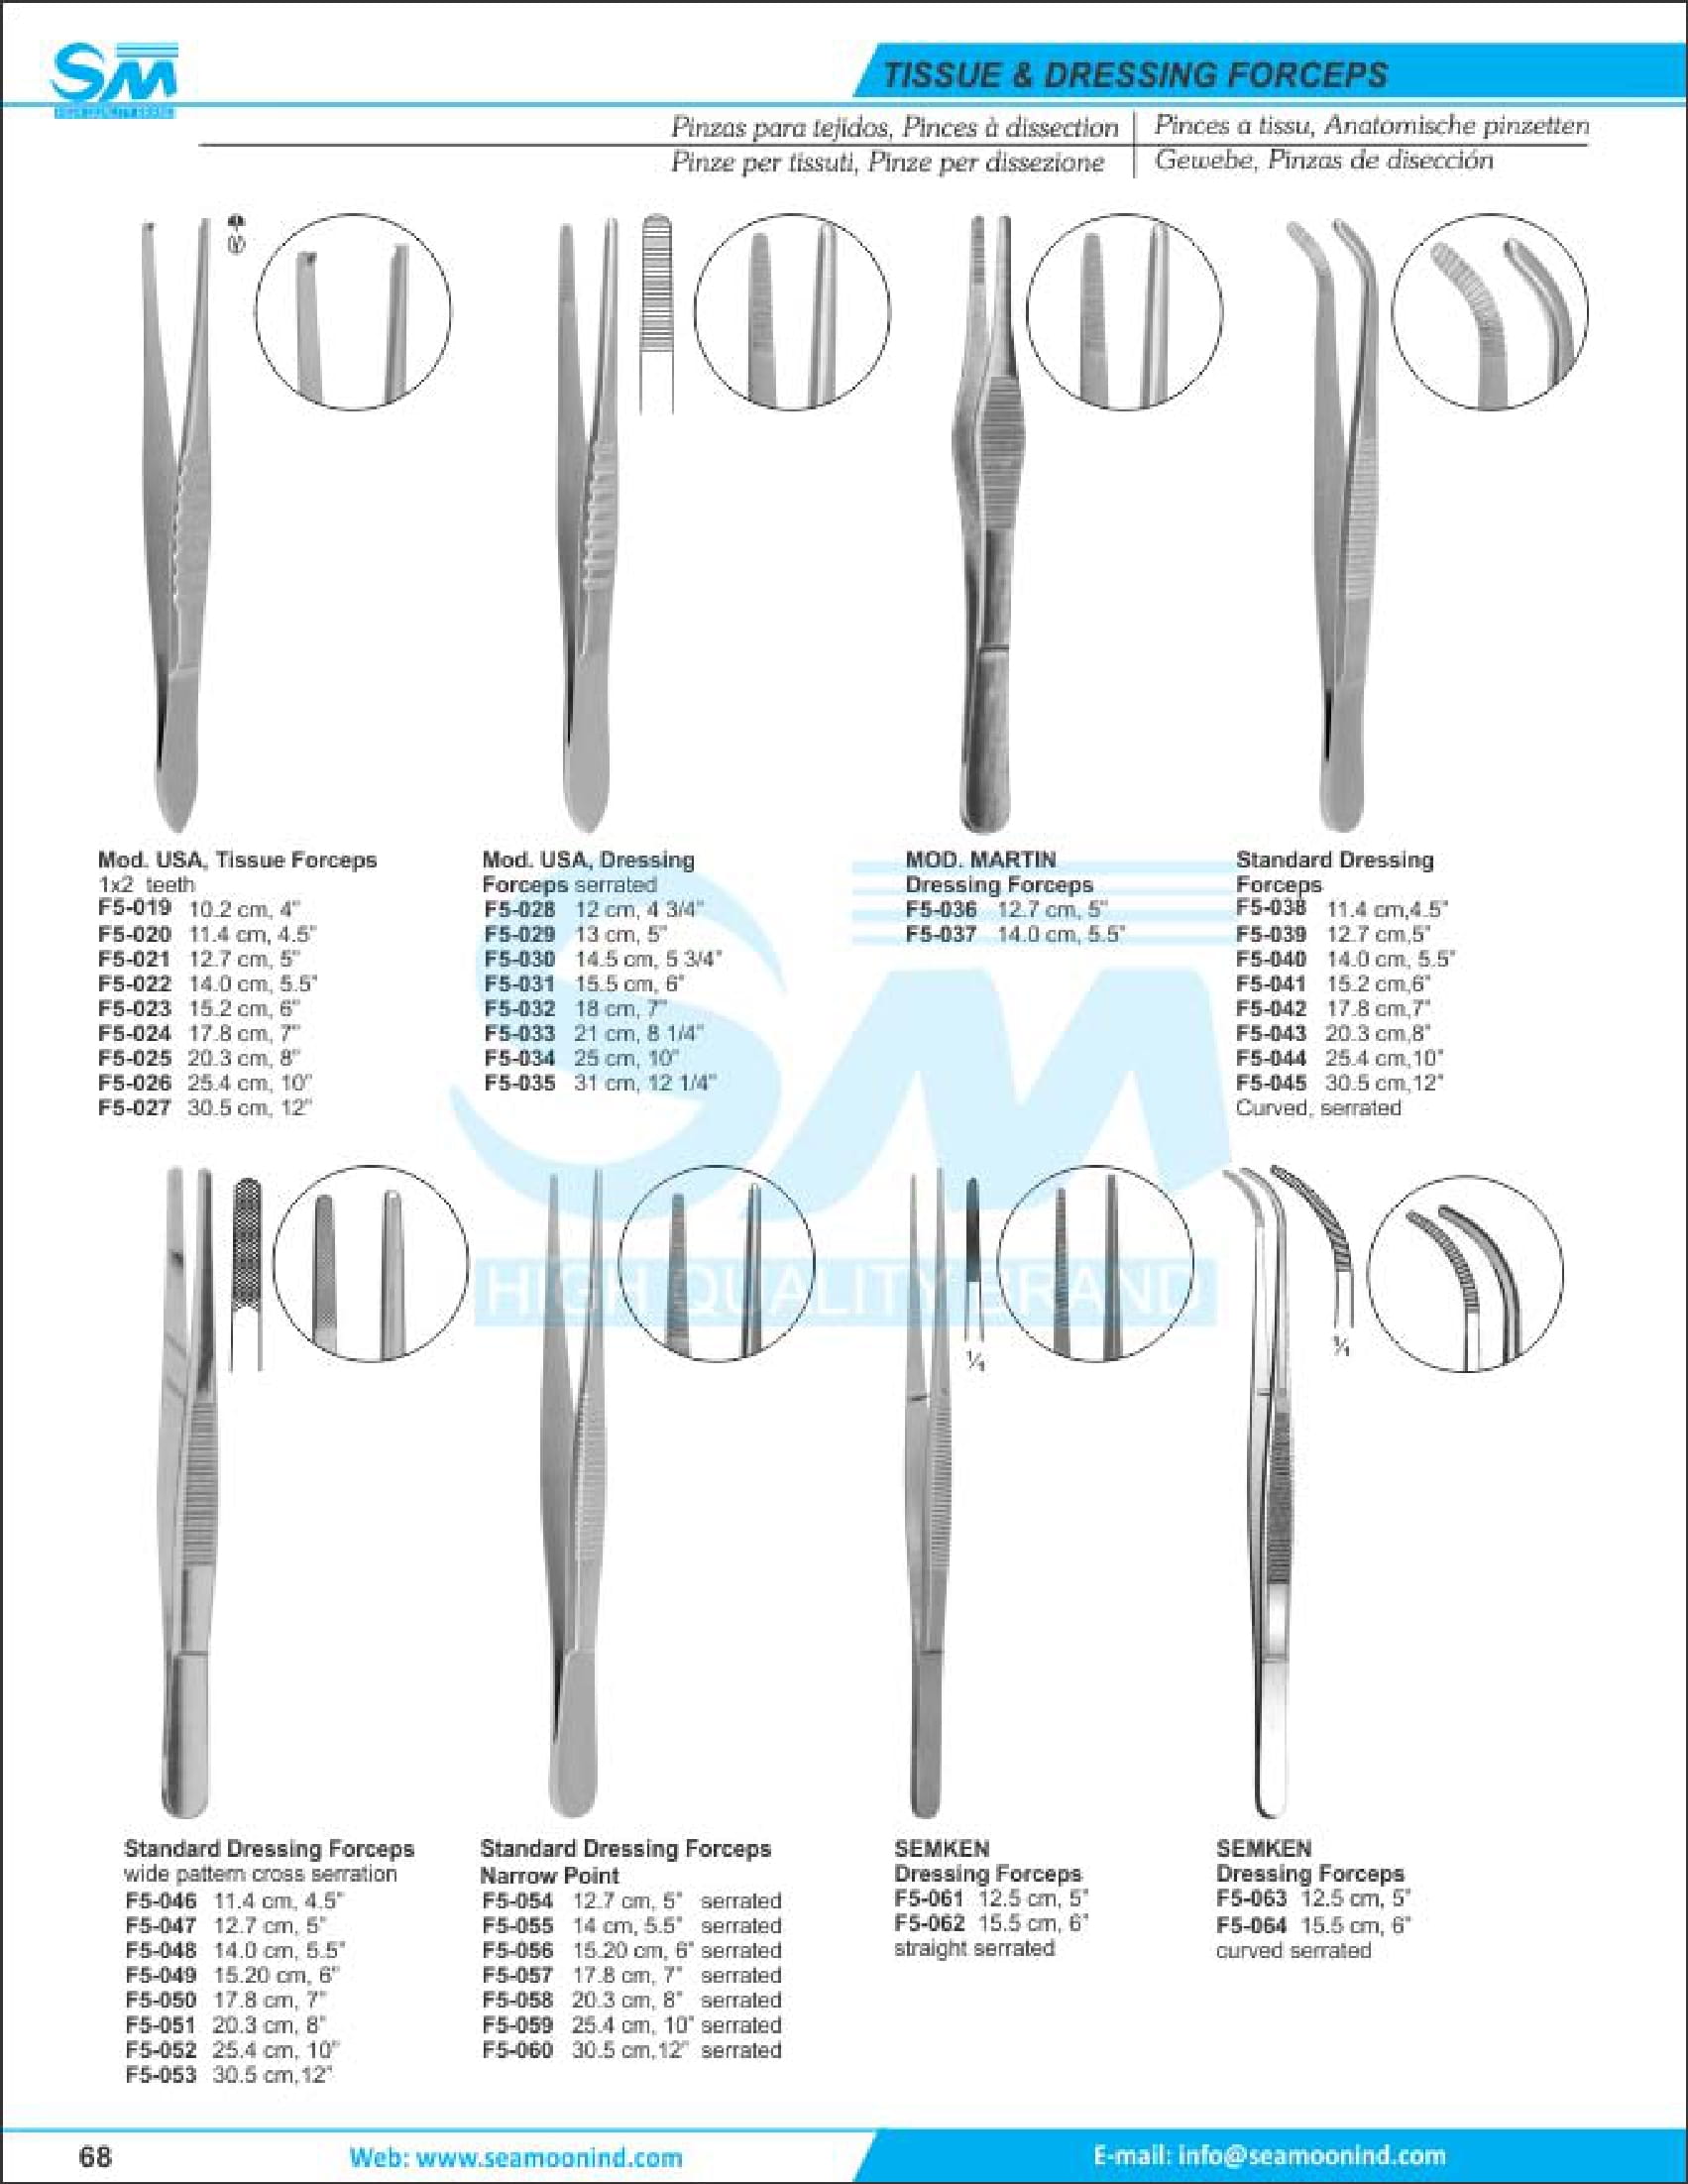 SM
TISSUE & DRESSING FORCEPS
Pinzas para tejidos, Pinces à dissection
Pinze per tissuti, Pinze per dissezione
Pinces a tissu, Anatomische pinzetten
Gewebe, Pinzas de disección
Mod. USA, Tissue Forceps
1x2 teeth
F5-019 10.2 cm, 4"
F5-020 11.4 cm, 4.5"
F5-021 12.7 cm, 5"
F5-022 14.0 cm, 5.5"
F5-023 15.2 cm, 6"
F5-024 17.8 cm, 7"
F5-025 20.3 cm, 8"
F5-026 25.4 cm, 10"
F5-027 30.5 cm, 12"
Mod. USA, Dressing
Forceps serrated
F5-028 12 cm, 4 3/4"
F5-029 13 cm, 5"
F5-030 14.5 cm, 5 3/4"
F5-031 15.5 cm, 6"
F5-032 18 cm, 7"
F5-033 21 cm, 8 1/4"
F5-034 25 cm, 10"
F5-035 31 cm, 12 1/4"
MOD. MARTIN
Dressing Forceps
F5-036 12.7 cm, 5"
F5-037 14.0 cm, 5.5"
Standard Dressing
Forceps
F5-038 11.4 cm,4.5"
F5-039 12.7 cm,5"
F5-040 14.0 cm, 5.5"
F5-041 15.2 cm,6"
F5-042 17.8 cm,7"
F5-043 20.3 cm,8"
F5-044 25.4 cm,10"
F5-045 30.5 cm,12"
Curved, serrated
SM
HIGH QUALITY BRAND
1/1
1/1
Standard Dressing Forceps
wide pattern cross serration
F5-046 11.4 cm, 4.5"
F5-047 12.7 cm, 5"
F5-048 14.0 cm, 5.5"
F5-049 15.20 cm, 6"
F5-050 17.8 cm, 7"
F5-051 20.3 cm, 8"
F5-052 25.4 cm, 10"
F5-053 30.5 cm,12"
Standard Dressing Forceps
Narrow Point
F5-054 12.7 cm, 5" serrated
F5-055 14 cm, 5.5" serrated
F5-056 15.20 cm, 6" serrated
F5-057 17.8 cm, 7" serrated
F5-058 20.3 cm, 8" serrated
F5-059 25.4 cm, 10" serrated
F5-060 30.5 cm,12" serrated
SEMKEN
Dressing Forceps
F5-061 12.5 cm, 5"
F5-062 15.5 cm, 6"
straight serrated
SEMKEN
Dressing Forceps
F5-063 12.5 cm, 5"
F5-064 15.5 cm, 6"
curved serrated
68
Web: www.seamoonind.com
E-mail: info@seamoonind.com